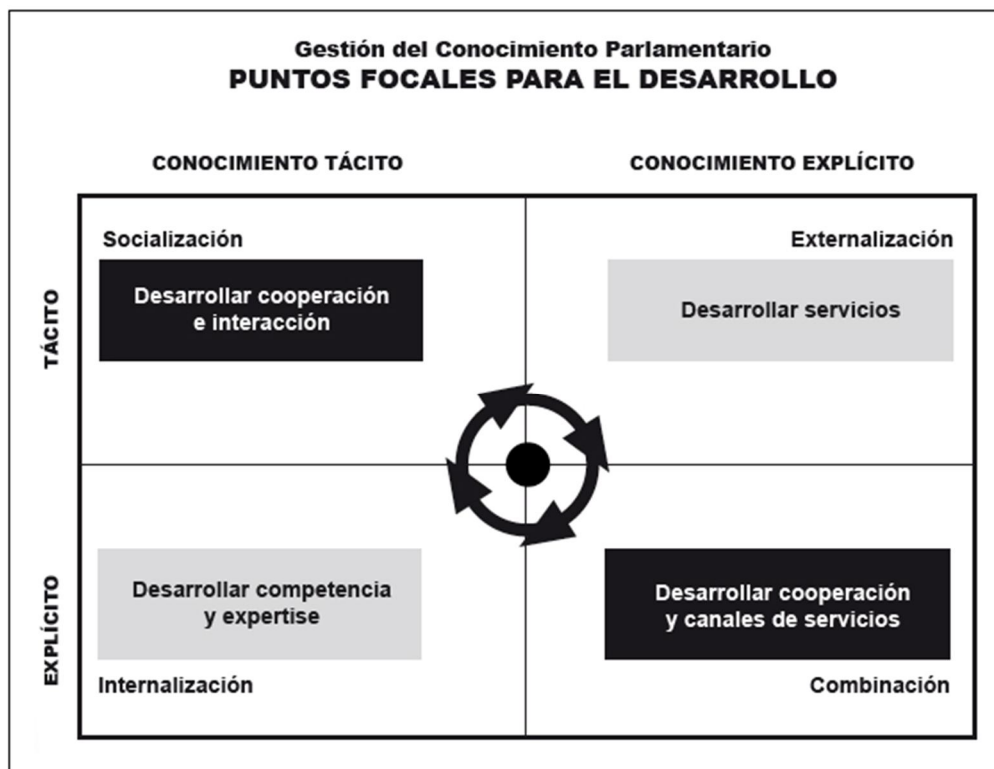 Gestión del Conocimiento Parlamentario
PUNTOS FOCALES PARA EL DESARROLLO
CONOCIMIENTO TÁCITO
CONOCIMIENTO EXPLÍCITO
TÁCITO
Socialización
Desarrollar cooperación
e interacción
Externalización
Desarrollar servicios
EXPLÍCITO
Desarrollar competencia
y expertise
Internalización
Desarrollar cooperación
y canales de servicios
Combinación